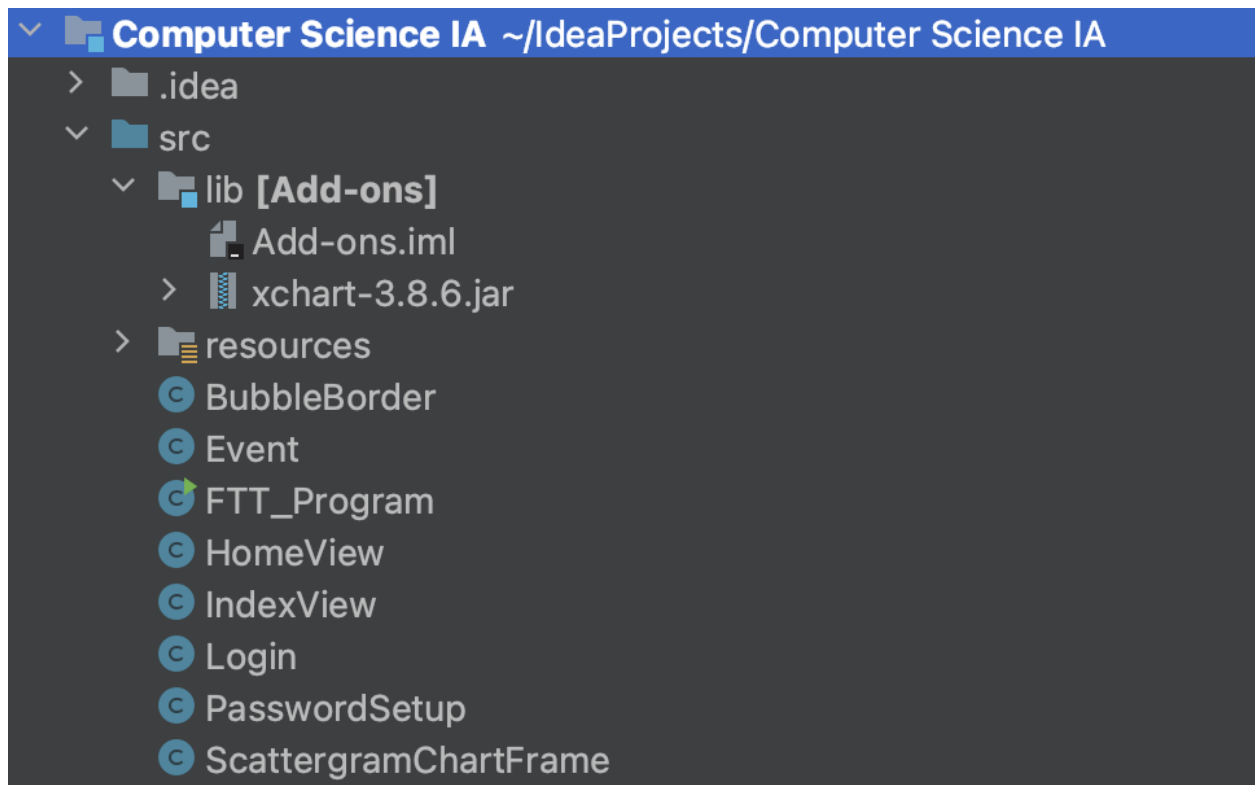 Computer Science IA ~/IdeaProjects/Computer Science IA
.idea
src
lib [Add-ons]
Add-ons.iml
xchart-3.8.6.jar
resources
BubbleBorder
Event
FTT_Program
HomeView
IndexView
Login
PasswordSetup
ScattergramChartFrame